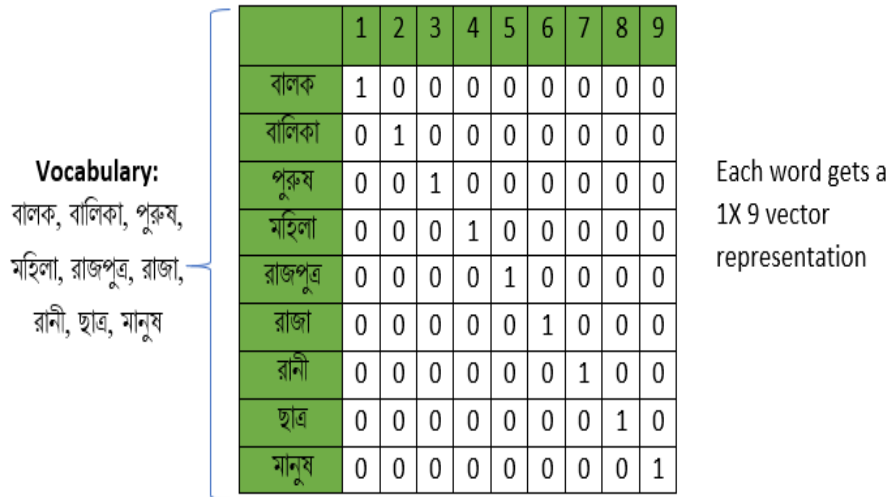 Vocabulary:
বালক, বালিকা, পুরুষ,
মহিলা, রাজপুত্র, রাজা,
রানী, ছাত্র, মানুষ
1 2 3 4 5 6 7 8 9
বালক 1 0 0 0 0 0 0 0 0
বালিকা 0 1 0 0 0 0 0 0 0
পুরুষ 0 0 1 0 0 0 0 0 0
মহিলা 0 0 0 1 0 0 0 0 0
রাজপুত্র 0 0 0 0 1 0 0 0 0
রাজা 0 0 0 0 0 1 0 0 0
রানী 0 0 0 0 0 0 1 0 0
ছাত্র 0 0 0 0 0 0 0 1 0
মানুষ 0 0 0 0 0 0 0 0 1
Each word gets a
1X 9 vector
representation